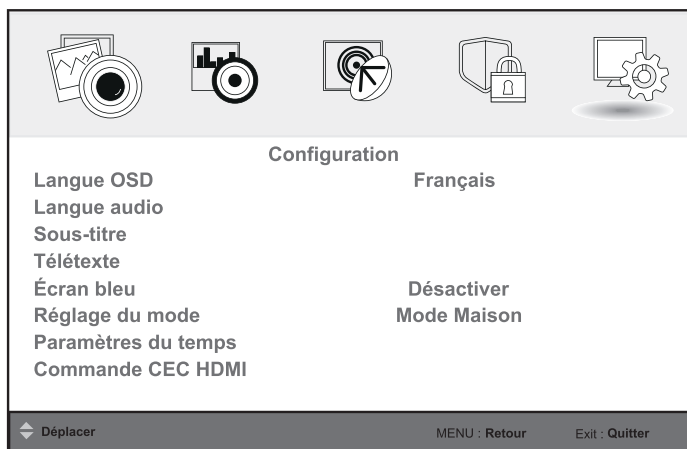 Configuration
Langue OSD Français
Langue audio
Sous-titre
Télétexte
Écran bleu Désactiver
Réglage du mode Mode Maison
Paramètres du temps
Commande CEC HDMI
Déplacer MENU : Retour Exit : Quitter